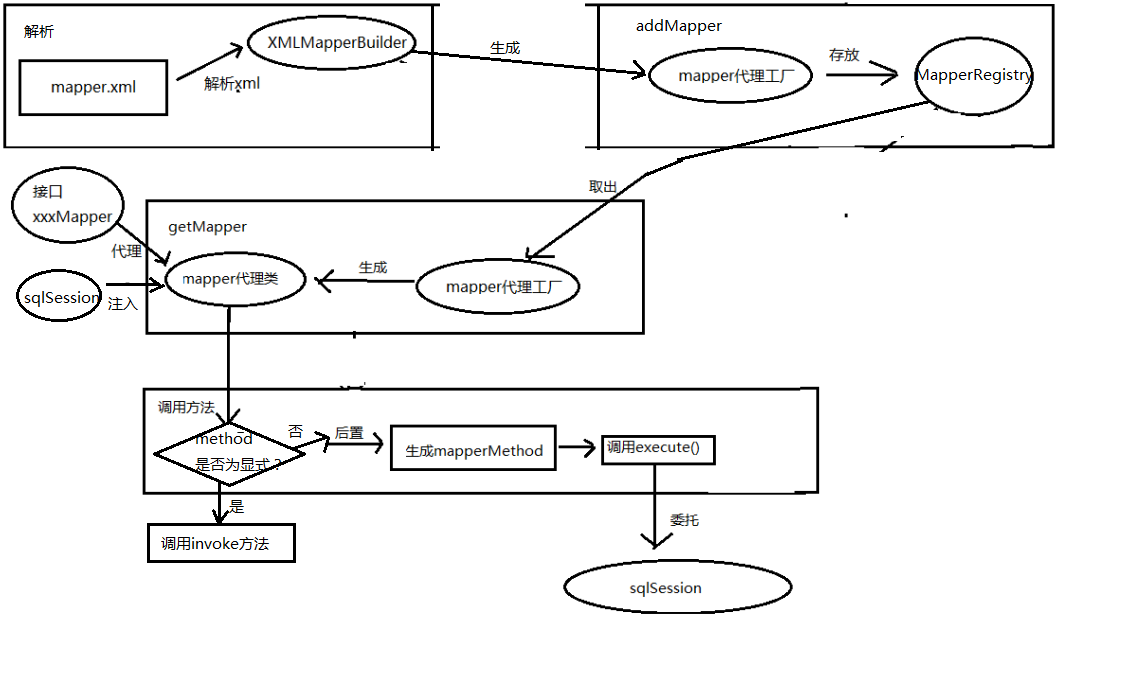 解析
mapper.xml
解析xml
XMLMapperBuilder
生成
addMapper
mapper代理工厂
存放
MapperRegistry
取出
接口
xxxMapper
代理
sqlSession
注入
getMapper
mapper代理类
生成
mapper代理工厂
调用方法
method
是否为显式？
否
后置
生成mapperMethod
调用execute()
是
调用invoke方法
委托
sqlSession